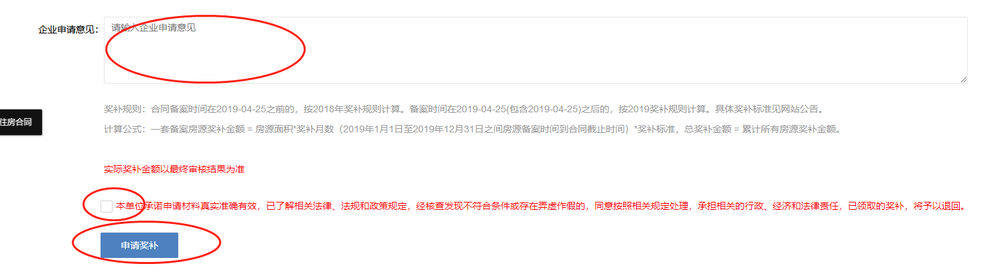 企业申请意见：
请输入企业申请意见
奖补规则：合同备案时间在2019-04-25之前的，按2018年奖补规则计算。备案时间在2019-04-25(包含2019-04-25)之后的，按2019奖补规则计算。具体奖补标准见网站公告。
住房合同
计算公式：一套备案房源奖补金额 = 房源面积*奖补月数（2019年1月1日至2019年12月31日之间房源备案时间到合同截止时间）*奖补标准，总奖补金额 = 累计所有房源奖补金额。
实际奖补金额以最终审核结果为准
本单位承诺申请材料真实准确有效，已了解相关法律、法规和政策规定，经核查发现不符合条件或存在弄虚作假的，同意按照相关规定处理，承担相关的行政、经济和法律责任，已领取的奖补，将予以退回。
申请奖补